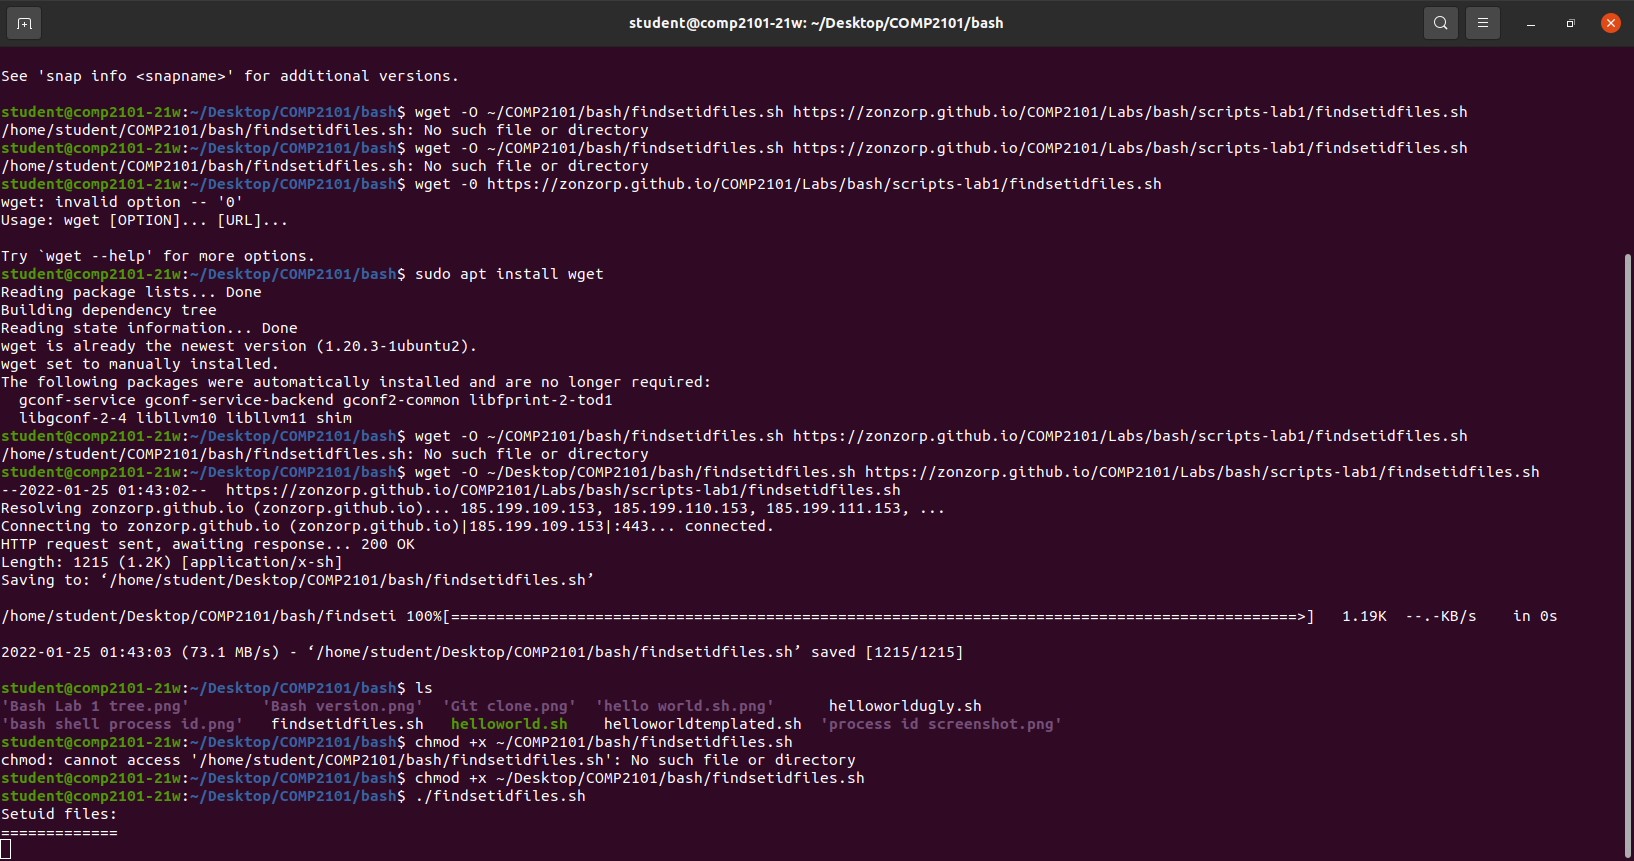 student@comp2101-21w: ~/Desktop/COMP2101/bash
See 'snap info <snapname>' for additional versions.
student@comp2101-21w:~/Desktop/COMP2101/bash$ wget -O ~/COMP2101/bash/findsetidfiles.sh https://zonzorp.github.io/COMP2101/Labs/bash/scripts-lab1/findsetidfiles.sh
/home/student/COMP2101/bash/findsetidfiles.sh: No such file or directory
student@comp2101-21w:~/Desktop/COMP2101/bash$ wget -O ~/COMP2101/bash/findsetidfiles.sh https://zonzorp.github.io/COMP2101/Labs/bash/scripts-lab1/findsetidfiles.sh
/home/student/COMP2101/bash/findsetidfiles.sh: No such file or directory
student@comp2101-21w:~/Desktop/COMP2101/bash$ wget -0 https://zonzorp.github.io/COMP2101/Labs/bash/scripts-lab1/findsetidfiles.sh
wget: invalid option -- '0'
Usage: wget [OPTION]... [URL]...
Try `wget --help' for more options.
student@comp2101-21w:~/Desktop/COMP2101/bash$ sudo apt install wget
Reading package lists... Done
Building dependency tree
Reading state information... Done
wget is already the newest version (1.20.3-1ubuntu2).
wget set to manually installed.
The following packages were automatically installed and are no longer required:
  gconf-service gconf-service-backend gconf2-common libfprint-2-tod1
  libgconf-2-4 libllvm10 libllvm11 shim
student@comp2101-21w:~/Desktop/COMP2101/bash$ wget -O ~/COMP2101/bash/findsetidfiles.sh https://zonzorp.github.io/COMP2101/Labs/bash/scripts-lab1/findsetidfiles.sh
/home/student/COMP2101/bash/findsetidfiles.sh: No such file or directory
student@comp2101-21w:~/Desktop/COMP2101/bash$ wget -O ~/Desktop/COMP2101/bash/findsetidfiles.sh https://zonzorp.github.io/COMP2101/Labs/bash/scripts-lab1/findsetidfiles.sh
--2022-01-25 01:43:02--  https://zonzorp.github.io/COMP2101/Labs/bash/scripts-lab1/findsetidfiles.sh
Resolving zonzorp.github.io (zonzorp.github.io)... 185.199.109.153, 185.199.110.153, 185.199.111.153, ...
Connecting to zonzorp.github.io (zonzorp.github.io)|185.199.109.153|:443... connected.
HTTP request sent, awaiting response... 200 OK
Length: 1215 (1.2K) [application/x-sh]
Saving to: ‘/home/student/Desktop/COMP2101/bash/findsetidfiles.sh’
/home/student/Desktop/COMP2101/bash/findseti 100%[==============================================================================================>]   1.19K  --.-KB/s    in 0s
2022-01-25 01:43:03 (73.1 MB/s) - ‘/home/student/Desktop/COMP2101/bash/findsetidfiles.sh’ saved [1215/1215]
student@comp2101-21w:~/Desktop/COMP2101/bash$ ls
'Bash Lab 1 tree.png'        'Bash version.png'  'Git clone.png'  'hello world.sh.png'      helloworldugly.sh
'bash shell process id.png'   findsetidfiles.sh   helloworld.sh    helloworldtemplated.sh  'process id screenshot.png'
student@comp2101-21w:~/Desktop/COMP2101/bash$ chmod +x ~/COMP2101/bash/findsetidfiles.sh
chmod: cannot access '/home/student/COMP2101/bash/findsetidfiles.sh': No such file or directory
student@comp2101-21w:~/Desktop/COMP2101/bash$ chmod +x ~/Desktop/COMP2101/bash/findsetidfiles.sh
student@comp2101-21w:~/Desktop/COMP2101/bash$ ./findsetidfiles.sh
Setuid files:
=============